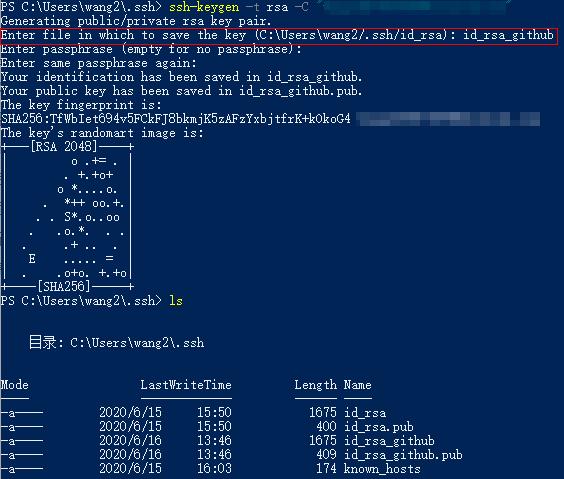 PS C:\Users\wang2\.ssh> ssh-keygen -t rsa -C
Generating public/private rsa key pair.
Enter file in which to save the key (C:\Users\wang2/.ssh/id_rsa): id_rsa_github
Enter passphrase (empty for no passphrase):
Enter same passphrase again:
Your identification has been saved in id_rsa_github.
Your public key has been saved in id_rsa_github.pub.
The key fingerprint is:
SHA256:TfWbIet694v5FCkFJ8bkmjK5zAFzYxbjtfrK+kOkoG4
The key's randomart image is:
+---[RSA 2048]----+
|          o .+= . |
|         . +.+o+  |
|        o *....o. |
|      .  *++ oo.+.|
|     . . S*.o..oo |
|    .    .o.*.  . . |
|   .      .+ ..  . |
|    E    ..... =  |
|   .    .o+o. +.+o|
+----[SHA256]-----+
PS C:\Users\wang2\.ssh> ls
目录: C:\Users\wang2\.ssh
Mode LastWriteTime Length Name
---- ------------- ------ ----
-a---- 2020/6/15 15:50 1675 id_rsa
-a---- 2020/6/15 15:50 400 id_rsa.pub
-a---- 2020/6/16 13:46 1675 id_rsa_github
-a---- 2020/6/16 13:46 409 id_rsa_github.pub
-a---- 2020/6/15 16:03 174 known_hosts